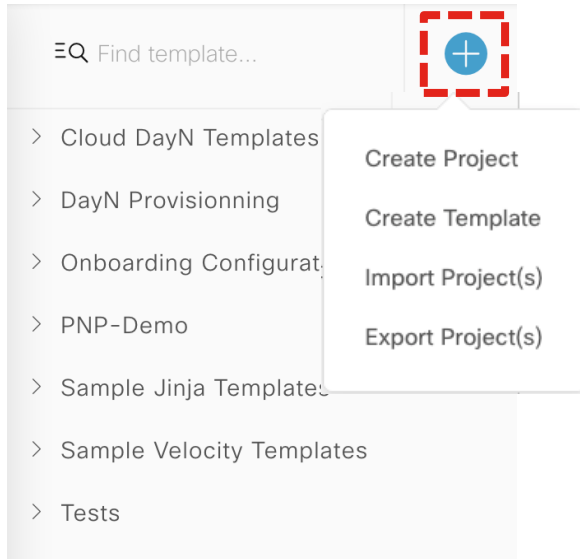 Find template...
Cloud DayN Templates
DayN Provisionning
Onboarding Configurat
PNP-Demo
Sample Jinja Templates
Sample Velocity Templates
Tests
Create Project
Create Template
Import Project(s)
Export Project(s)